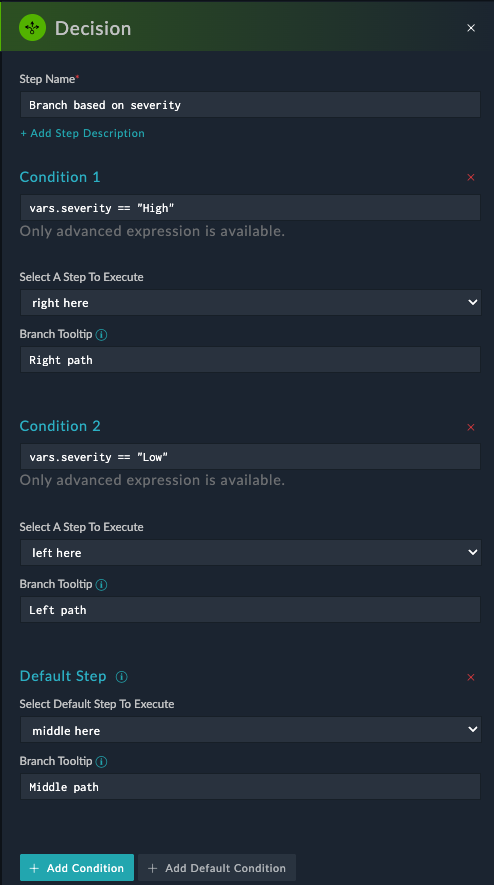 Decision
×
Step Name*
Branch based on severity
+ Add Step Description
Condition 1
×
vars.severity == "High"
Only advanced expression is available.
Select A Step To Execute
right here
Branch Tooltip i
Right path
Condition 2
×
vars.severity == "Low"
Only advanced expression is available.
Select A Step To Execute
left here
Branch Tooltip i
Left path
Default Step i
×
Select Default Step To Execute
middle here
Branch Tooltip i
Middle path
+ Add Condition
+ Add Default Condition